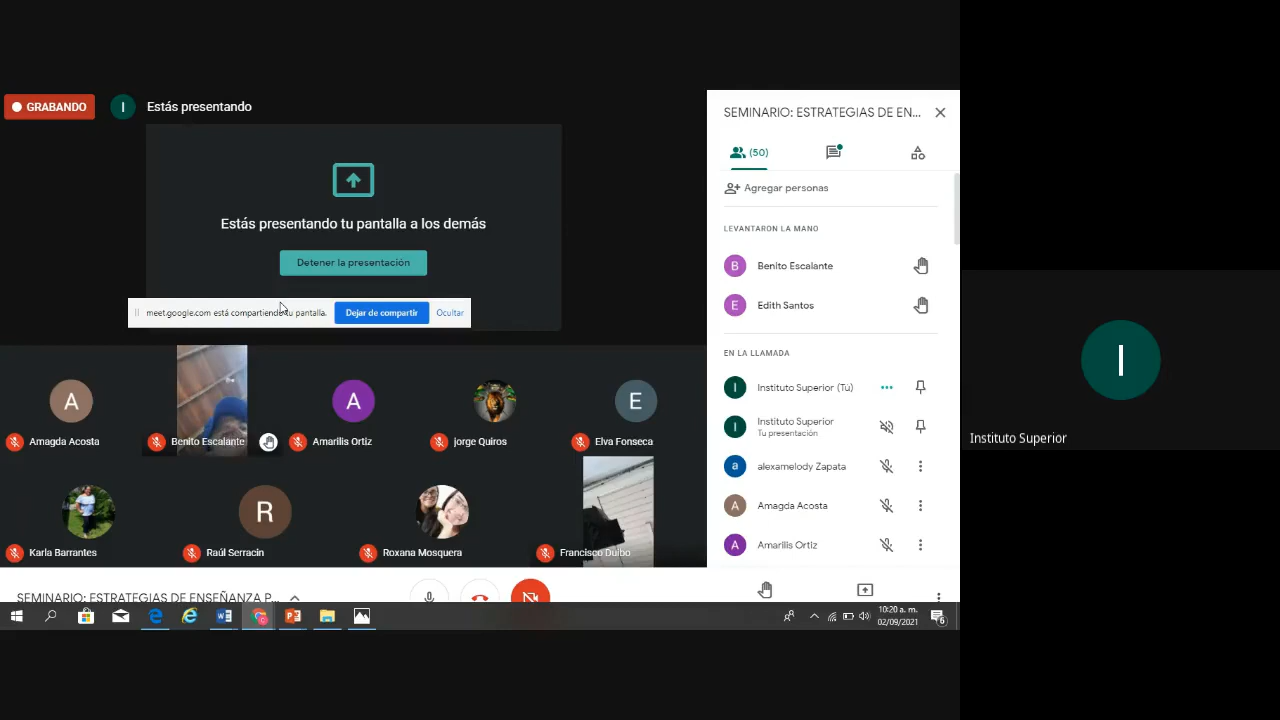 GRABANDO
I
Estás presentando
Estás presentando tu pantalla a los demás
Detener la presentación
meet.google.com está compartiendo tu pantalla.
Dejar de compartir
Ocultar
A
Amagda Acosta
Benito Escalante
A
Amarilis Ortiz
jorge Quiros
E
Elva Fonseca
Karla Barrantes
R
Raúl Serracin
Roxana Mosquera
Francisco Duibo
SEMINARIO: ESTRATEGIAS DE ENSEÑANZA P...
SEMINARIO: ESTRATEGIAS DE EN...
(50)
Agregar personas
LEVANTARON LA MANO
B
Benito Escalante
E
Edith Santos
EN LA LLAMADA
I
Instituto Superior (Tú)
I
Instituto Superior
Tu presentación
a
alexamelody Zapata
A
Amagda Acosta
A
Amarilis Ortiz
10:20 a. m.
02/09/2021
6
I
Instituto Superior